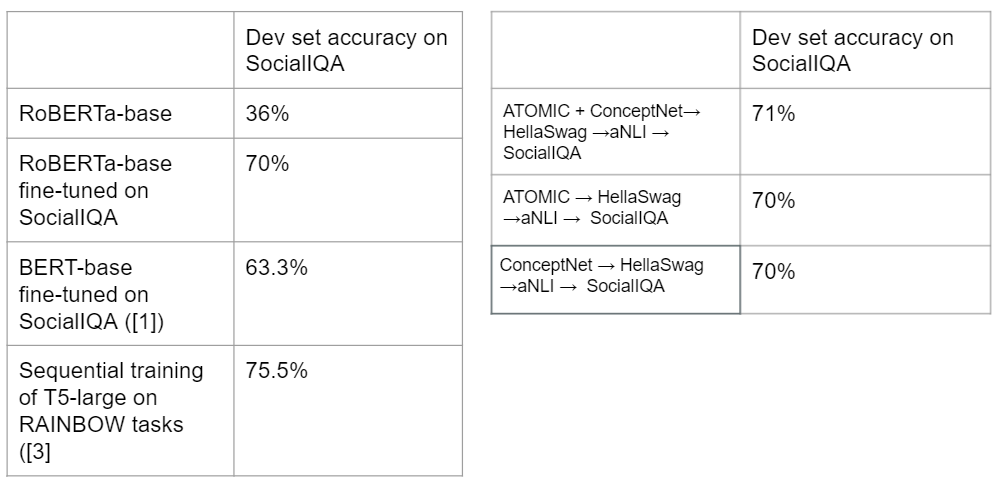 Dev set accuracy on
SocialIQA
RoBERTa-base
36%
RoBERTa-base
fine-tuned on
SocialIQA
70%
BERT-base
fine-tuned on
SocialIQA ([1])
63.3%
Sequential training
of T5-large on
RAINBOW tasks
([3]
75.5%
Dev set accuracy on
SocialIQA
ATOMIC + ConceptNet→
HellaSwag →aNLI →
SocialIQA
71%
ATOMIC → HellaSwag
→aNLI → SocialIQA
70%
ConceptNet → HellaSwag
→aNLI → SocialIQA
70%